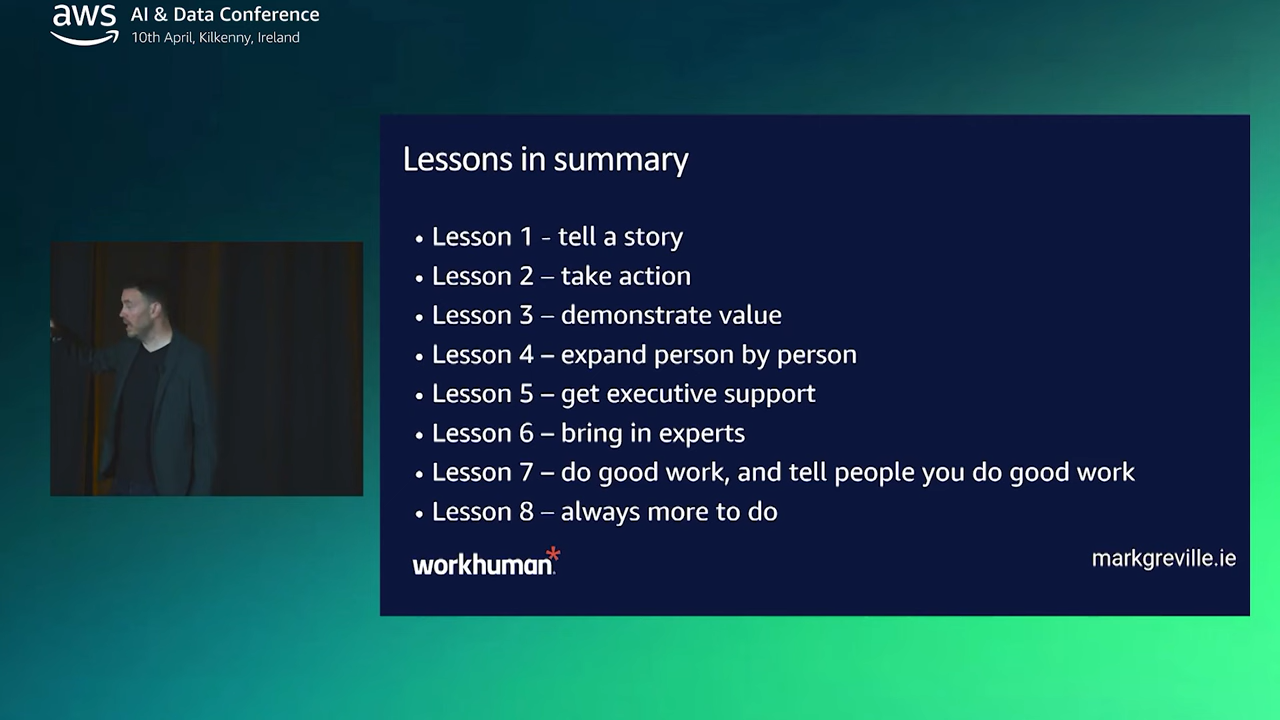 aws
AI & Data Conference
10th April, Kilkenny, Ireland
Lessons in summary
• Lesson 1 - tell a story
• Lesson 2 – take action
• Lesson 3 – demonstrate value
• Lesson 4 – expand person by person
• Lesson 5 – get executive support
• Lesson 6 – bring in experts
• Lesson 7 – do good work, and tell people you do good work
• Lesson 8 – always more to do
workhuman*
markgreville.ie